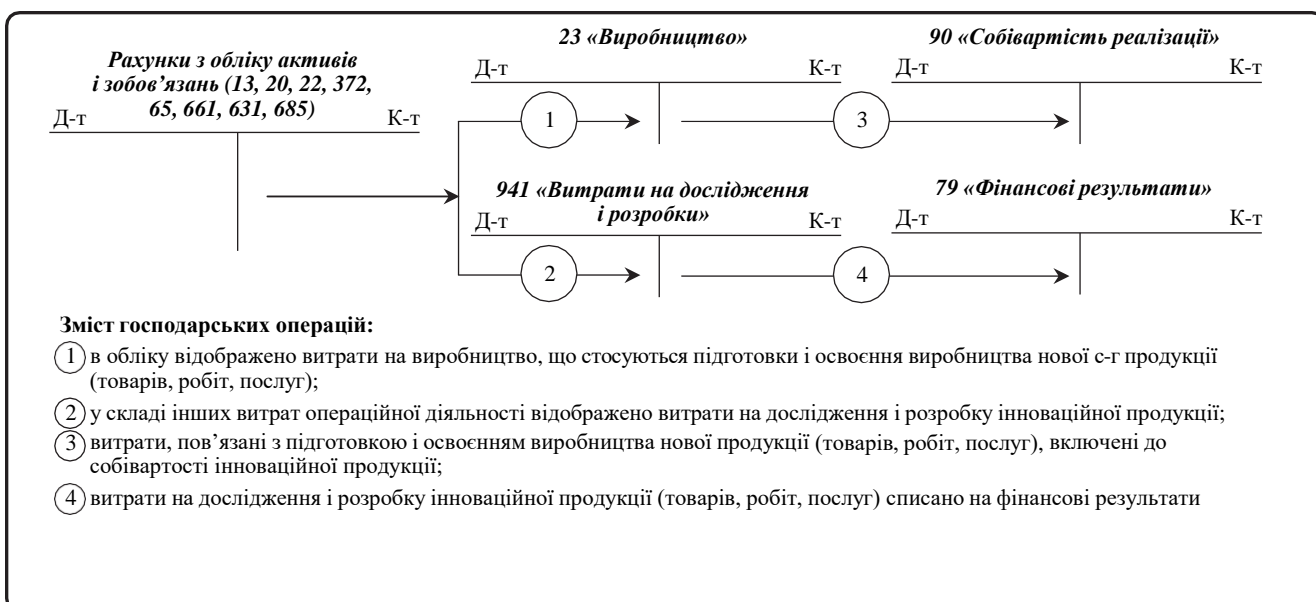 Рахунки з обліку активів
і зобов’язань (13, 20, 22, 372,
65, 661, 631, 685)
Д-т К-т
23 «Виробництво»
Д-т К-т
1
90 «Собівартість реалізації»
Д-т К-т
3
941 «Витрати на дослідження
і розробки»
Д-т К-т
2
79 «Фінансові результати»
Д-т К-т
4
Зміст господарських операцій:
1 в обліку відображено витрати на виробництво, що стосуються підготовки і освоєння виробництва нової с-г продукції
(товарів, робіт, послуг);
2 у складі інших витрат операційної діяльності відображено витрати на дослідження і розробку інноваційної продукції;
3 витрати, пов’язані з підготовкою і освоєнням виробництва нової продукції (товарів, робіт, послуг), включені до
собівартості інноваційної продукції;
4 витрати на дослідження і розробку інноваційної продукції (товарів, робіт, послуг) списано на фінансові результати